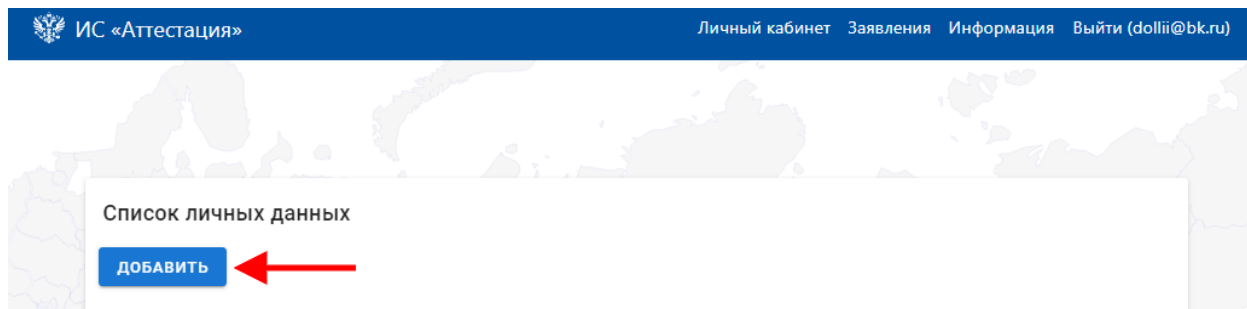 ИС «Аттестация» Личный кабинет Заявления Информация Выйти (dollii@bk.ru)
Список личных данных
ДОБАВИТЬ